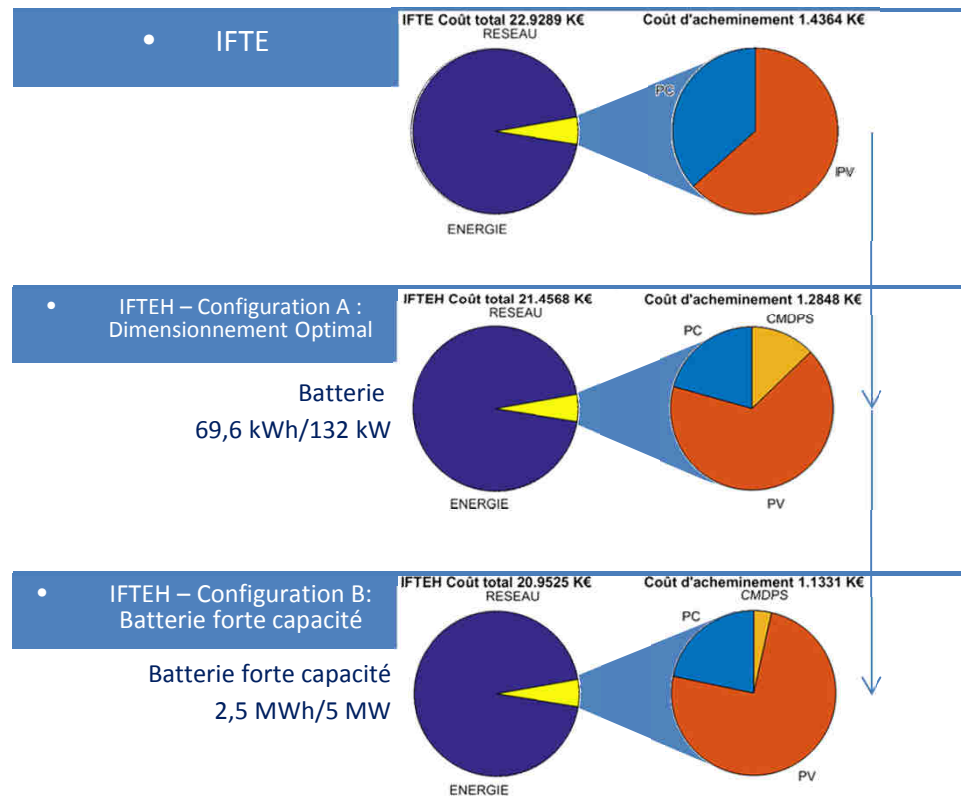 • IFTE
IFTE Coût total 22.9289 K€
RESEAU
ENERGIE
Coût d'acheminement 1.4364 K€
PC
PV
• IFTEH – Configuration A :
Dimensionnement Optimal
Batterie
69,6 kWh/132 kW
IFTEH Coût total 21.4568 K€
RESEAU
ENERGIE
Coût d'acheminement 1.2848 K€
CMDPS
PC
PV
• IFTEH – Configuration B:
Batterie forte capacité
Batterie forte capacité
2,5 MWh/5 MW
IFTEH Coût total 20.9525 K€
RESEAU
ENERGIE
Coût d'acheminement 1.1331 K€
CMDPS
PC
PV